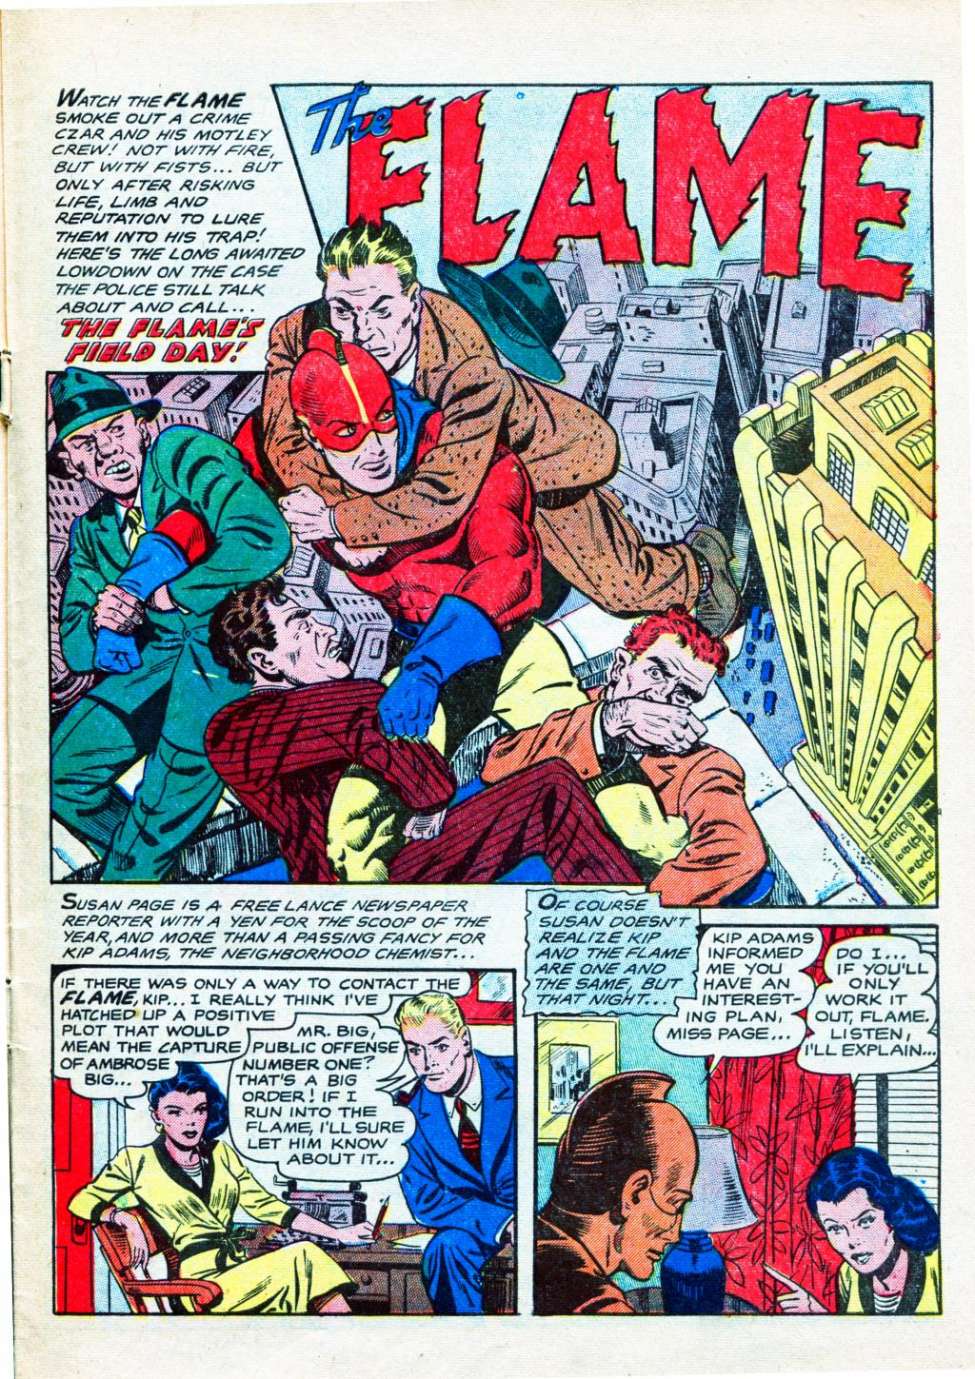 WATCH THE FLAME
SMOKE OUT A CRIME
CZAR AND HIS MOTLEY
CREW! NOT WITH FIRE,
BUT WITH FISTS... BUT
ONLY AFTER RISKING
LIFE, LIMB AND
REPUTATION TO LURE
THEM INTO HIS TRAP!
HERE'S THE LONG AWAITED
LOWDOWN ON THE CASE
THE POLICE STILL TALK
ABOUT AND CALL...
THE FLAME'S
FIELD DAY!
The FLAME
SUSAN PAGE IS A FREE LANCE NEWSPAPER
REPORTER WITH A YEN FOR THE SCOOP OF THE
YEAR, AND MORE THAN A PASSING FANCY FOR
KIP ADAMS, THE NEIGHBORHOOD CHEMIST...
IF THERE WAS ONLY A WAY TO CONTACT THE
FLAME, KIP... I REALLY THINK I'VE
HATCHED UP A POSITIVE
PLOT THAT WOULD
MEAN THE CAPTURE
OF AMBROSE
BIG...
MR. BIG,
PUBLIC OFFENSE
NUMBER ONE?
THAT'S A BIG
ORDER! IF I
RUN INTO THE
FLAME, I'LL SURE
LET HIM KNOW
ABOUT IT...
OF COURSE
SUSAN DOESN'T
REALIZE KIP
AND THE FLAME
ARE ONE AND
THE SAME, BUT
THAT NIGHT...
KIP ADAMS
INFORMED
ME YOU
HAVE AN
INTEREST-
ING PLAN,
MISS PAGE...
DO I...
IF YOU'LL
ONLY
WORK IT
OUT, FLAME.
LISTEN,
I'LL EXPLAIN...